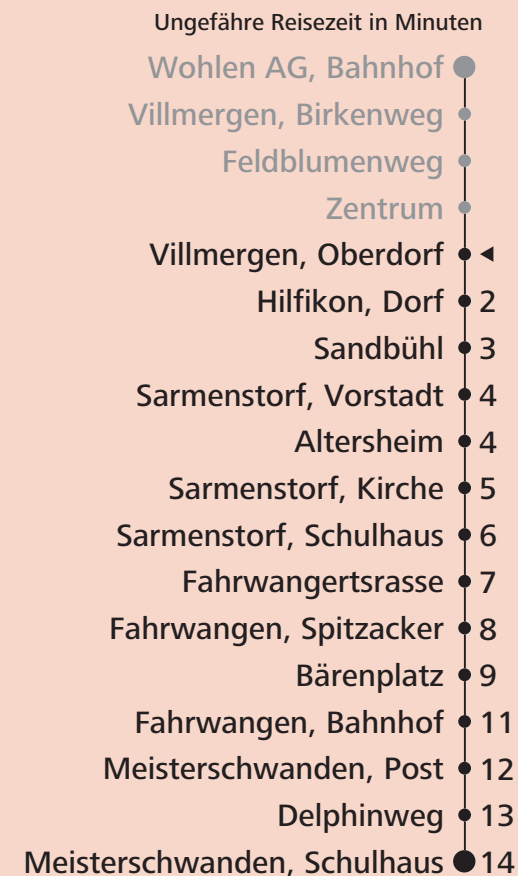 Ungefähre Reisezeit in Minuten
Wohlen AG, Bahnhof
Villmergen, Birkenweg
Feldblumenweg
Zentrum
Villmergen, Oberdorf
Hilfikon, Dorf 2
Sandbühl 3
Sarmenstorf, Vorstadt 4
Altersheim 4
Sarmenstorf, Kirche 5
Sarmenstorf, Schulhaus 6
Fahrwangertsrasse 7
Fahrwangen, Spitzacker 8
Bärenplatz 9
Fahrwangen, Bahnhof 11
Meisterschwanden, Post 12
Delphinweg 13
Meisterschwanden, Schulhaus 14